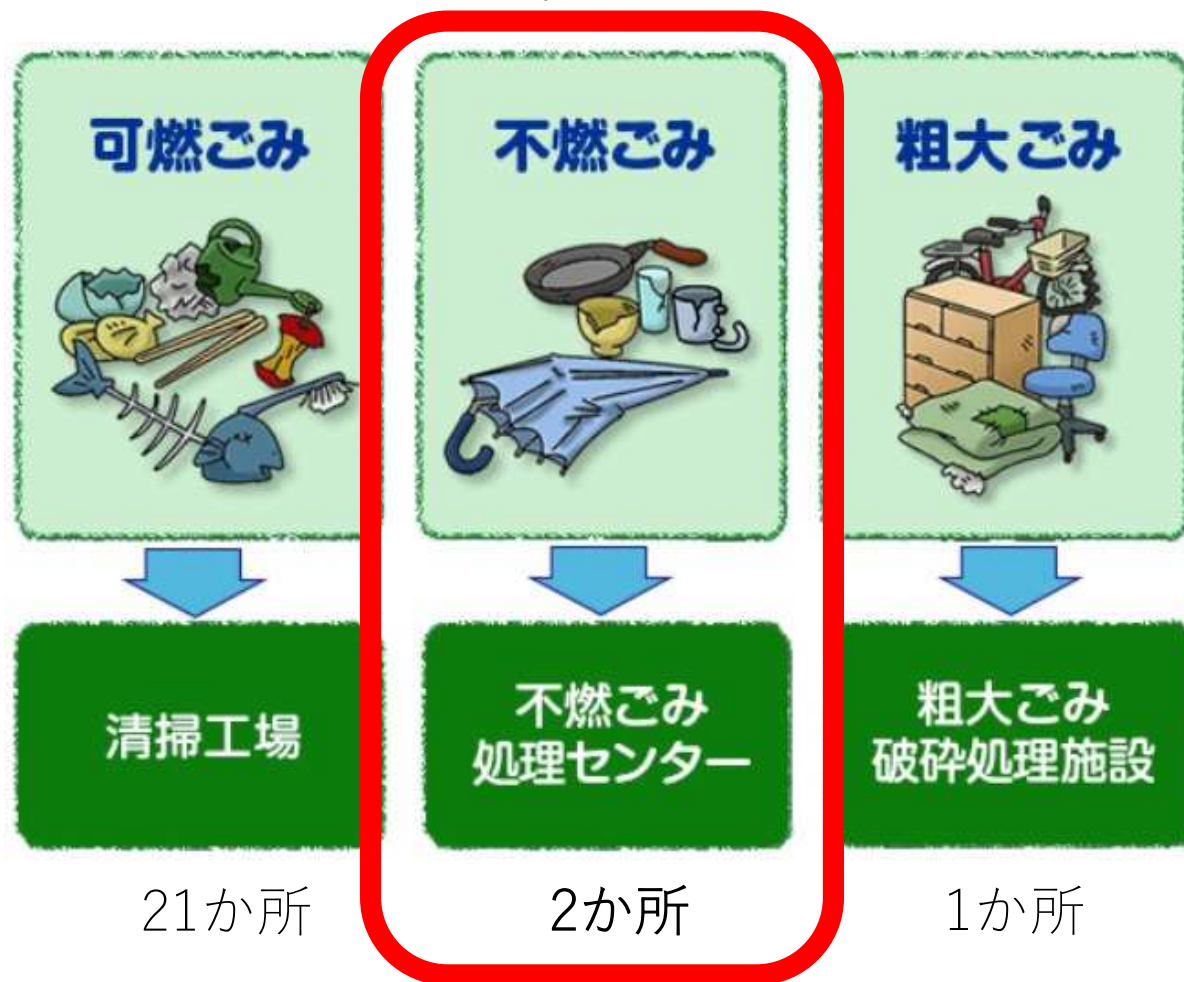 可燃ごみ
不燃ごみ
粗大ごみ
清掃工場
不燃ごみ
処理センター
粗大ごみ
破砕処理施設
21か所
2か所
1か所